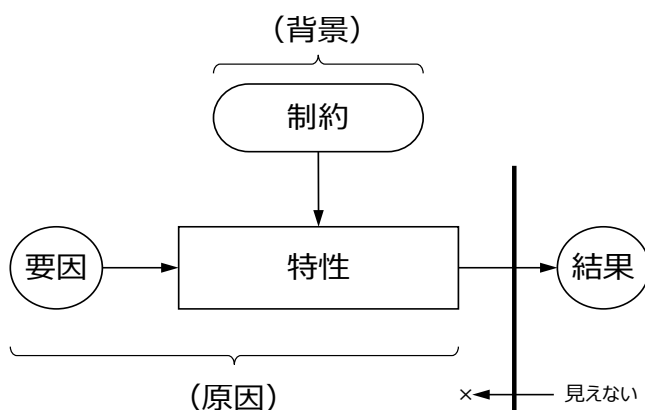 （背景）
制約
要因
特性
結果
（原因）
×
見えない